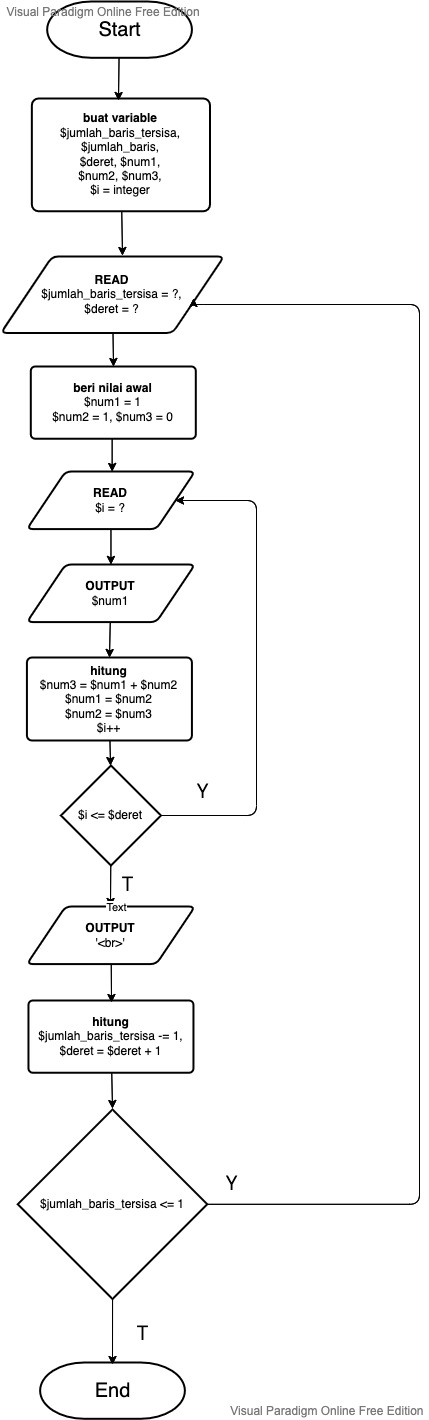 Visual Paradigm Online Free Edition
Start
buat variable
$jumlah_baris_tersisa,
$jumlah_baris,
$deret, $num1,
$num2, $num3,
$i = integer
READ
$jumlah_baris_tersisa = ?,
$deret = ?
beri nilai awal
$num1 = 1
$num2 = 1, $num3 = 0
READ
$i = ?
OUTPUT
$num1
hitung
$num3 = $num1 + $num2
$num1 = $num2
$num2 = $num3
$i++
$i <= $deret
Y
T
Text
OUTPUT
'<br>'
hitung
$jumlah_baris_tersisa -= 1,
$deret = $deret + 1
$jumlah_baris_tersisa <= 1
Y
T
End
Visual Paradigm Online Free Edition